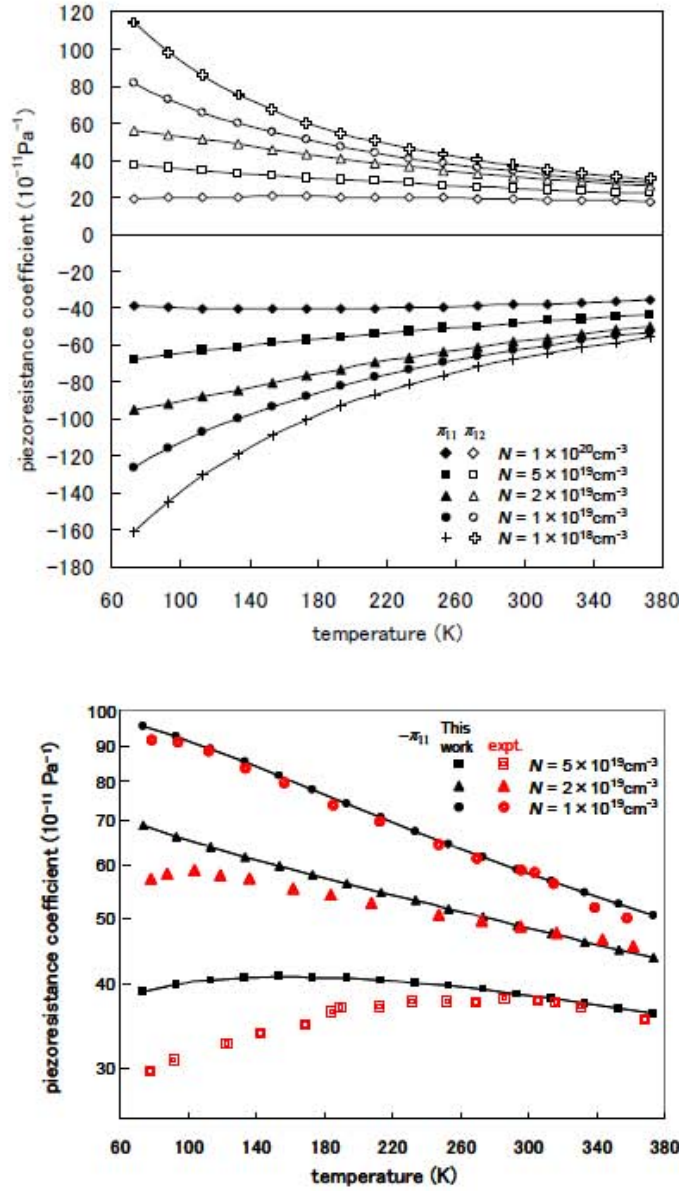 piezoresistance coefficient (10⁻¹¹Pa⁻¹)
120
100
80
60
40
20
0
-20
-40
-60
-80
-100
-120
-140
-160
-180
π₁₁ π₁₂
N = 1 × 10²⁰cm⁻³
N = 5 × 10¹⁹cm⁻³
N = 2 × 10¹⁹cm⁻³
N = 1 × 10¹⁹cm⁻³
N = 1 × 10¹⁸cm⁻³
60 100 140 180 220 260 300 340 380
temperature (K)
piezoresistance coefficient (10⁻¹¹ Pa⁻¹)
100
90
80
70
60
50
40
30
−π₁₁ This work expt.
N = 5 × 10¹⁹cm⁻³
N = 2 × 10¹⁹cm⁻³
N = 1 × 10¹⁹cm⁻³
60 100 140 180 220 260 300 340 380
temperature (K)